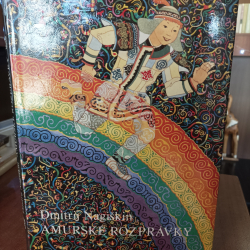 Dmitrij Nagiškin
AMURSKÉ ROZPRÁVKY